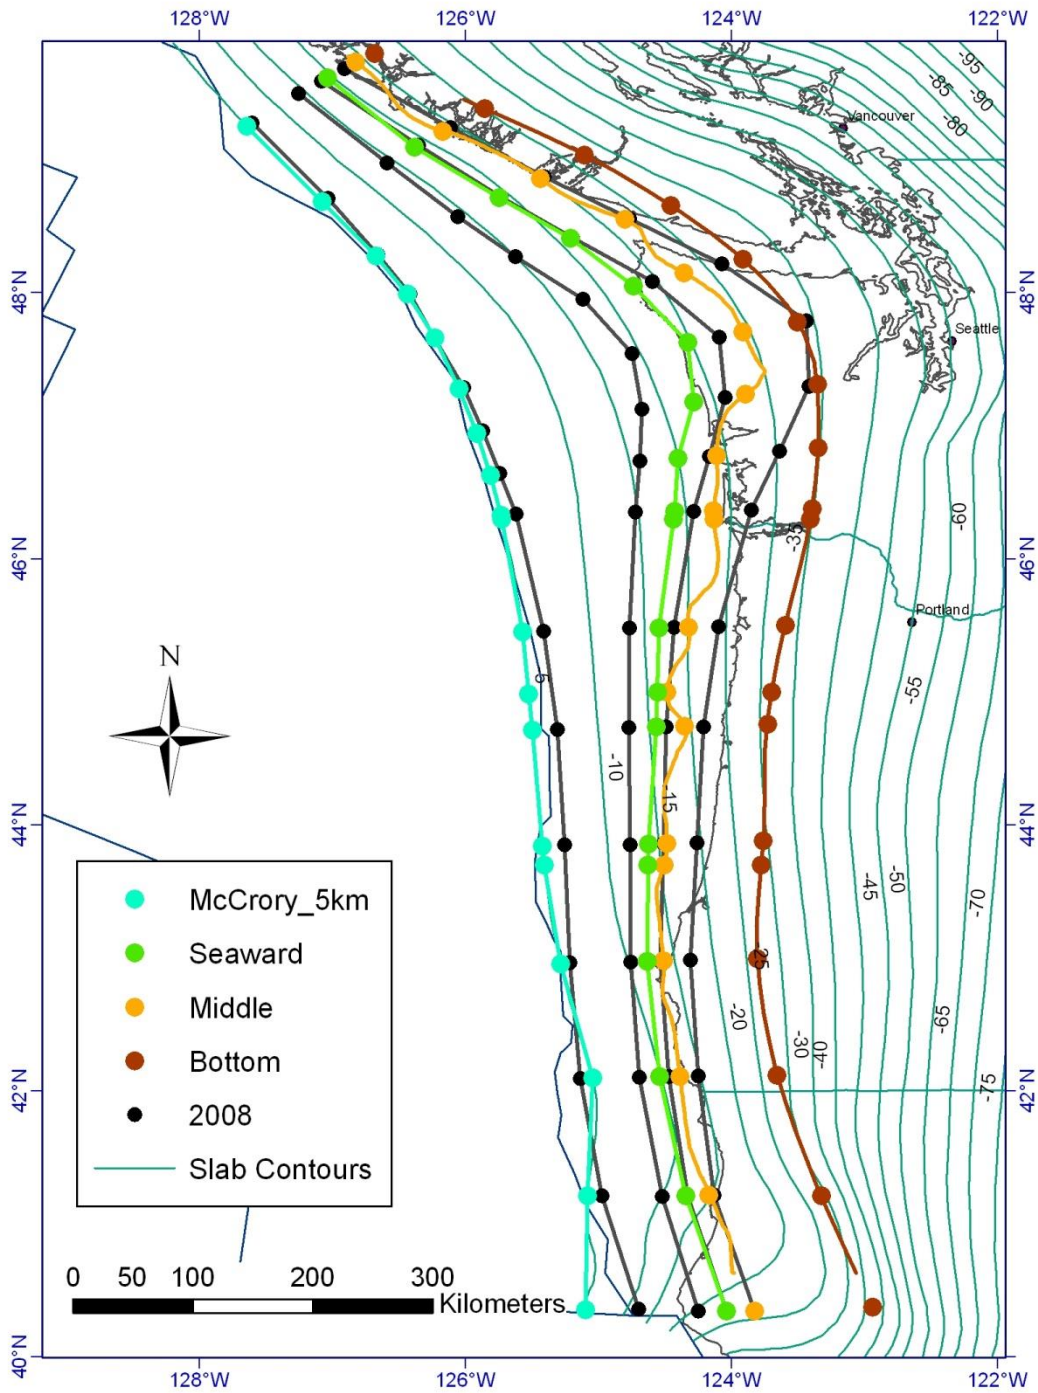 128°W 126°W 124°W 122°W
-95
-85
-90
-80
Vancouver
48°N 48°N
Seattle
-60
-35
46°N 46°N
Portland
N
5
-55
-10
-15
44°N 44°N
-45
-50
-70
McCrory_5km
Seaward
-25
Middle
-20
-65
-30
-40
Bottom
-75
42°N 42°N
2008
Slab Contours
0 50 100 200 300
Kilometers
40°N 40°N
128°W 126°W 124°W 122°W